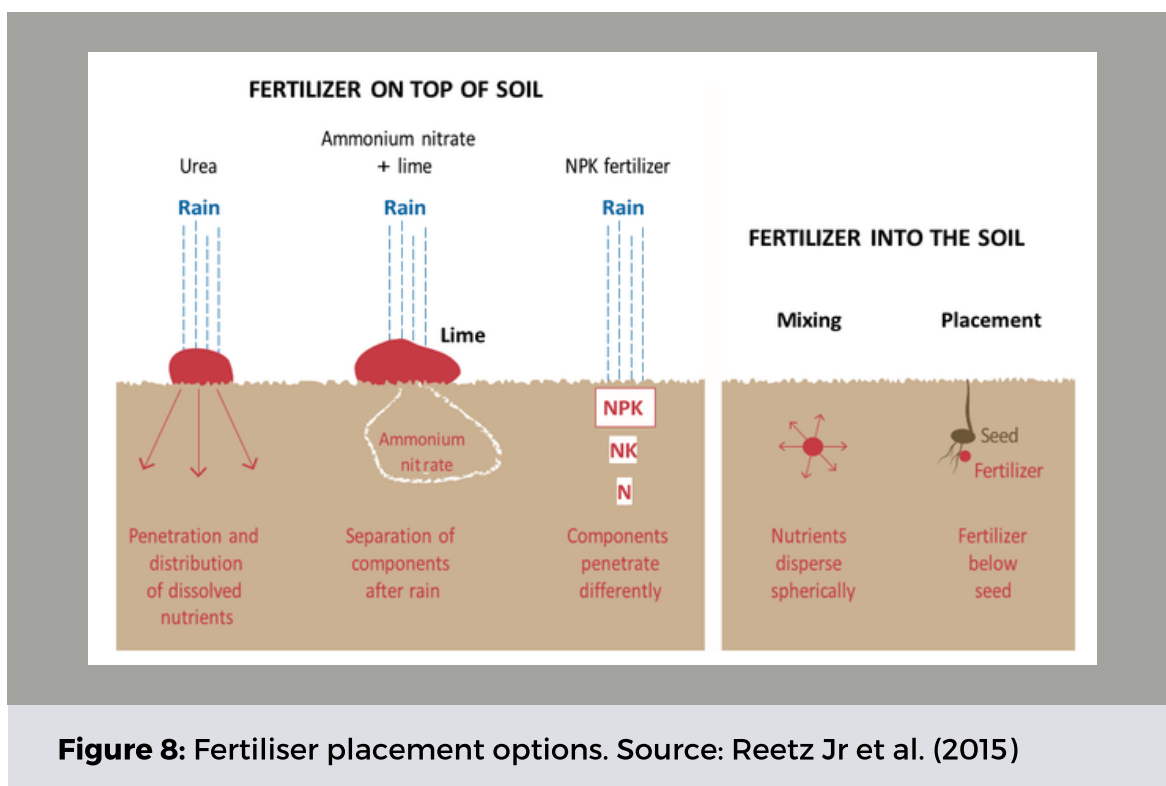 FERTILIZER ON TOP OF SOIL
Urea
Rain
Ammonium nitrate
+ lime
Rain
Lime
NPK fertilizer
Rain
Ammonium
nitrate
NPK
NK
N
Penetration and
distribution
of dissolved
nutrients
Separation of
components
after rain
Components
penetrate
differently
FERTILIZER INTO THE SOIL
Mixing
Placement
Seed
Fertilizer
Nutrients
disperse
spherically
Fertilizer
below
seed
Figure 8: Fertiliser placement options. Source: Reetz Jr et al. (2015)